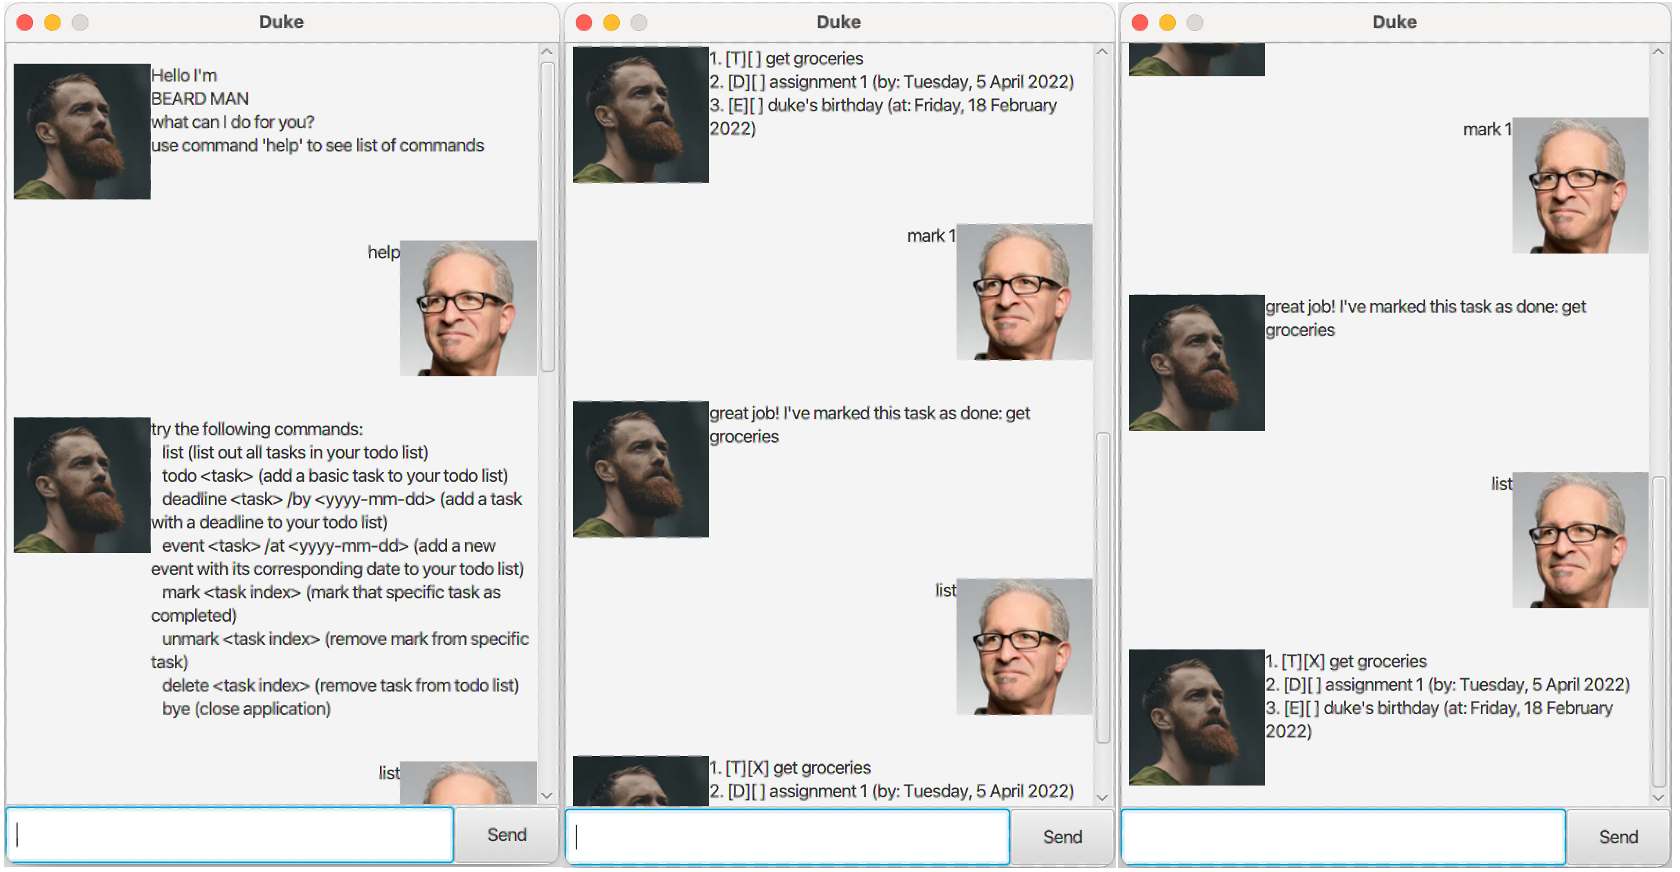 Duke
Hello I'm
BEARD MAN
what can I do for you?
use command 'help' to see list of commands
help
try the following commands:
list (list out all tasks in your todo list)
todo <task> (add a basic task to your todo list)
deadline <task> /by <yyyy-mm-dd> (add a task
with a deadline to your todo list)
event <task> /at <yyyy-mm-dd> (add a new
event with its corresponding date to your todo list)
mark <task index> (mark that specific task as
completed)
unmark <task index> (remove mark from specific
task)
delete <task index> (remove task from todo list)
bye (close application)
list
Send
Duke
1. [T][ ] get groceries
2. [D][ ] assignment 1 (by: Tuesday, 5 April 2022)
3. [E][ ] duke's birthday (at: Friday, 18 February
2022)
mark 1
great job! I've marked this task as done: get
groceries
list
1. [T][X] get groceries
2. [D][ ] assignment 1 (by: Tuesday, 5 April 2022)
Send
Duke
mark 1
great job! I've marked this task as done: get
groceries
list
1. [T][X] get groceries
2. [D][ ] assignment 1 (by: Tuesday, 5 April 2022)
3. [E][ ] duke's birthday (at: Friday, 18 February
2022)
Send